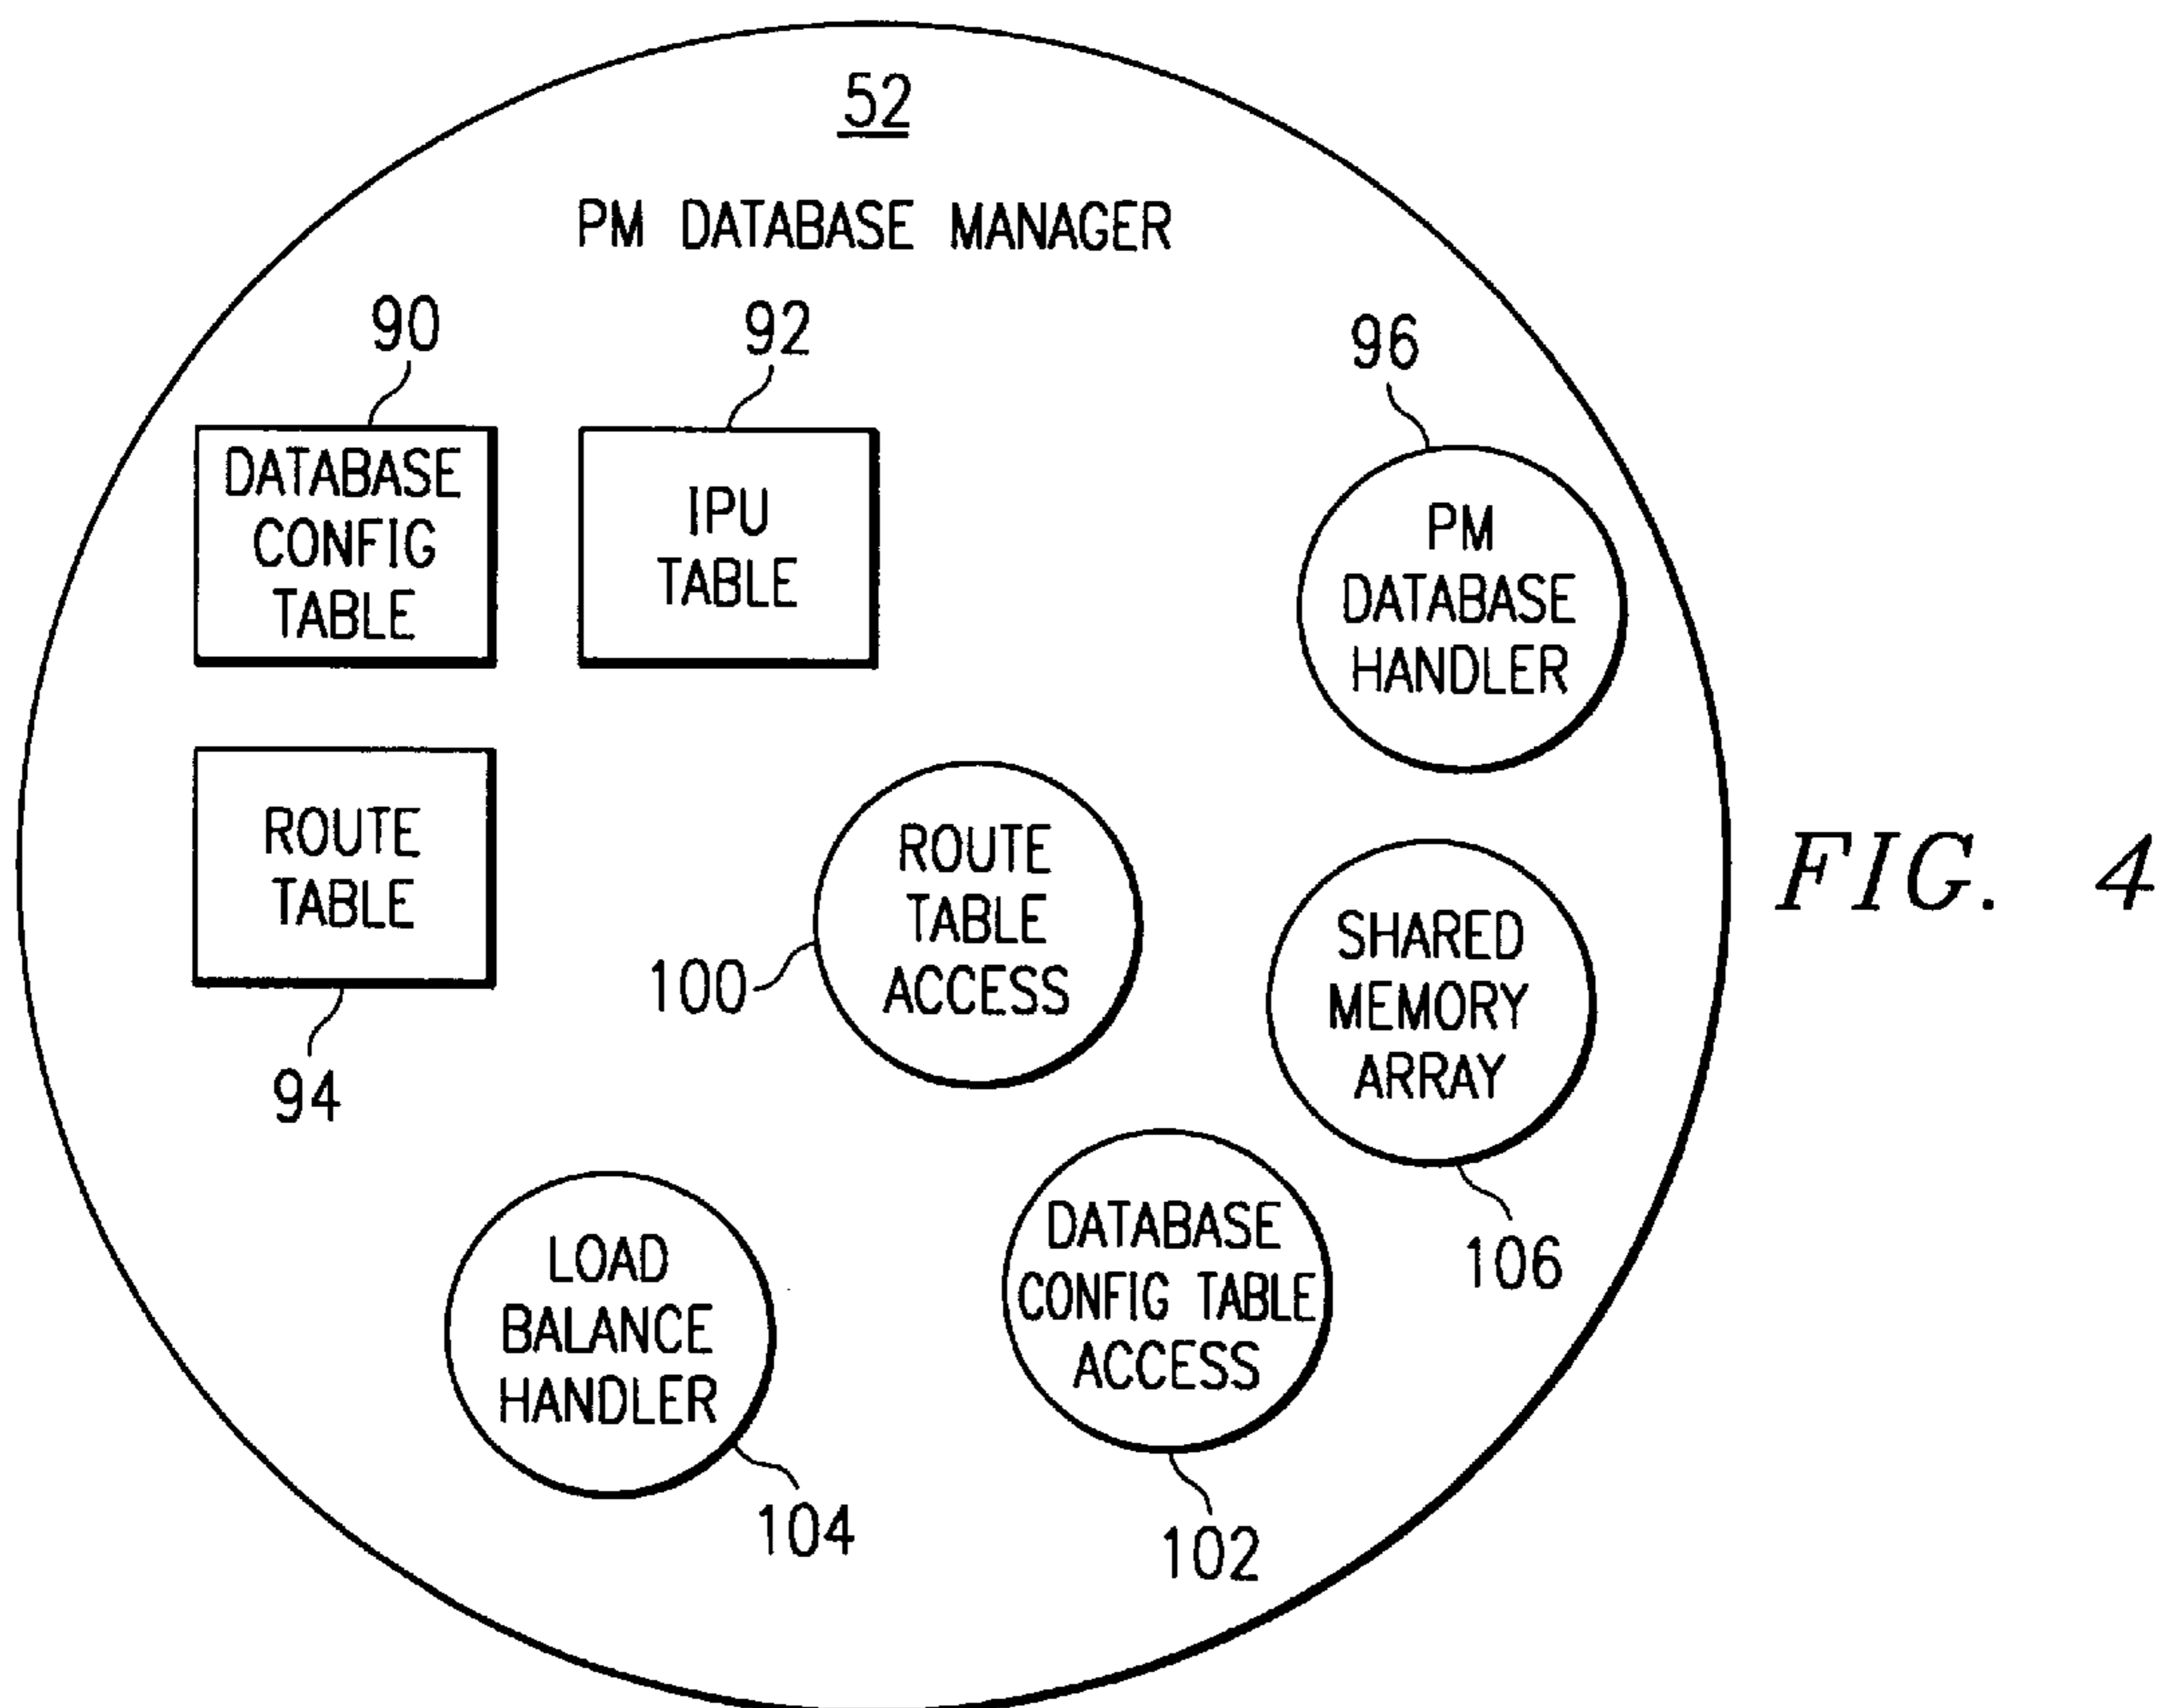 52
PM DATABASE MANAGER
90
92
96
DATABASE
CONFIG
TABLE
IPU
TABLE
PM
DATABASE
HANDLER
ROUTE
TABLE
94
ROUTE
TABLE
ACCESS
100
SHARED
MEMORY
ARRAY
106
FIG. 4
LOAD
BALANCE
HANDLER
104
DATABASE
CONFIG TABLE
ACCESS
102